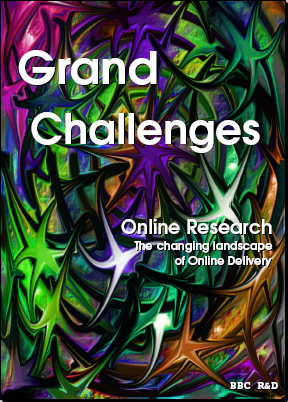 Grand
Challenges
Online Research
The changing landscape
of Online Delivery
BBC R&D